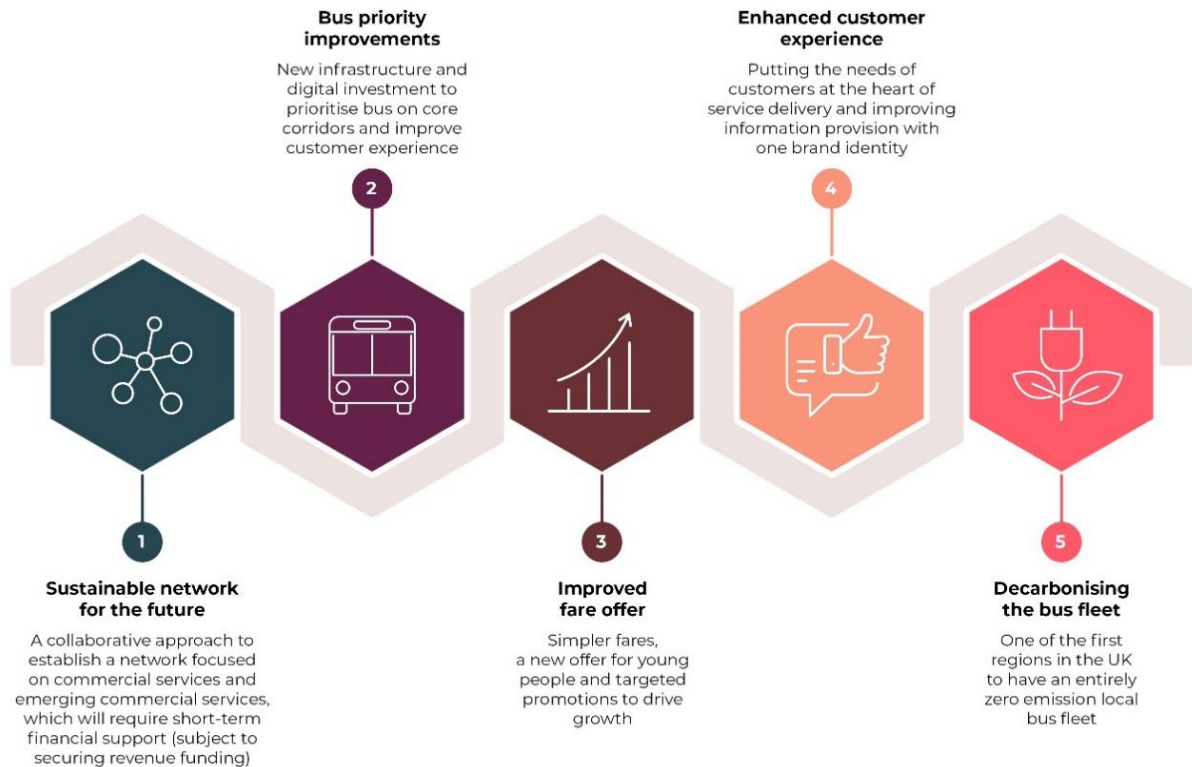 Bus priority
improvements
New infrastructure and
digital investment to
prioritise bus on core
corridors and improve
customer experience
2
Enhanced customer
experience
Putting the needs of
customers at the heart of
service delivery and improving
information provision with
one brand identity
4
1
Sustainable network
for the future
A collaborative approach to
establish a network focused
on commercial services and
emerging commercial services,
which will require short-term
financial support (subject to
securing revenue funding)
3
Improved
fare offer
Simpler fares,
a new offer for young
people and targeted
promotions to drive
growth
5
Decarbonising
the bus fleet
One of the first
regions in the UK
to have an entirely
zero emission local
bus fleet